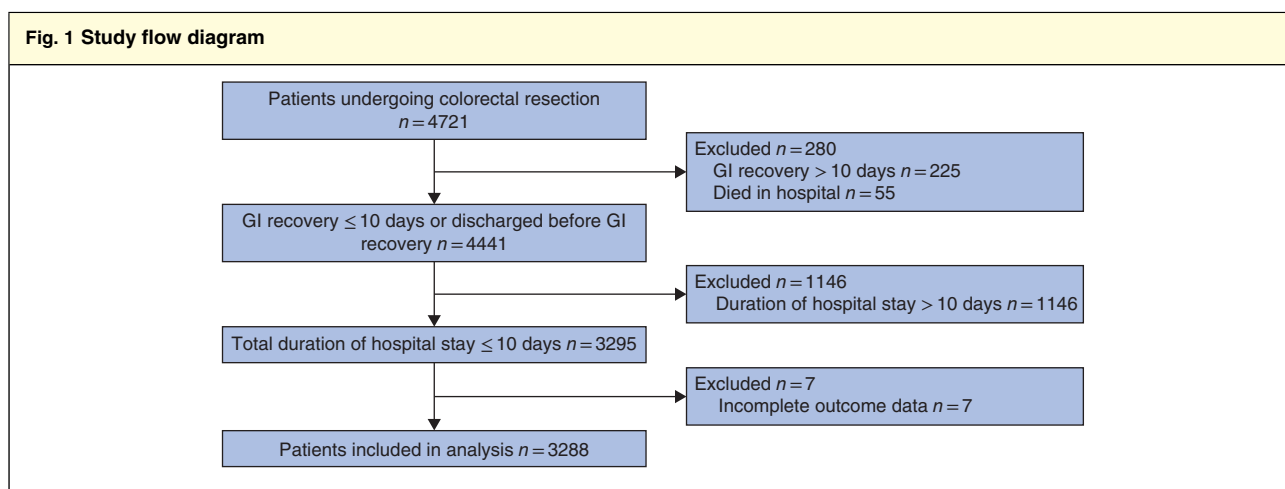 Fig. 1 Study flow diagram
Patients undergoing colorectal resection
n = 4721
Excluded n = 280
GI recovery > 10 days n = 225
Died in hospital n = 55
GI recovery ≤ 10 days or discharged before GI
recovery n = 4441
Excluded n = 1146
Duration of hospital stay > 10 days n = 1146
Total duration of hospital stay ≤ 10 days n = 3295
Excluded n = 7
Incomplete outcome data n = 7
Patients included in analysis n = 3288